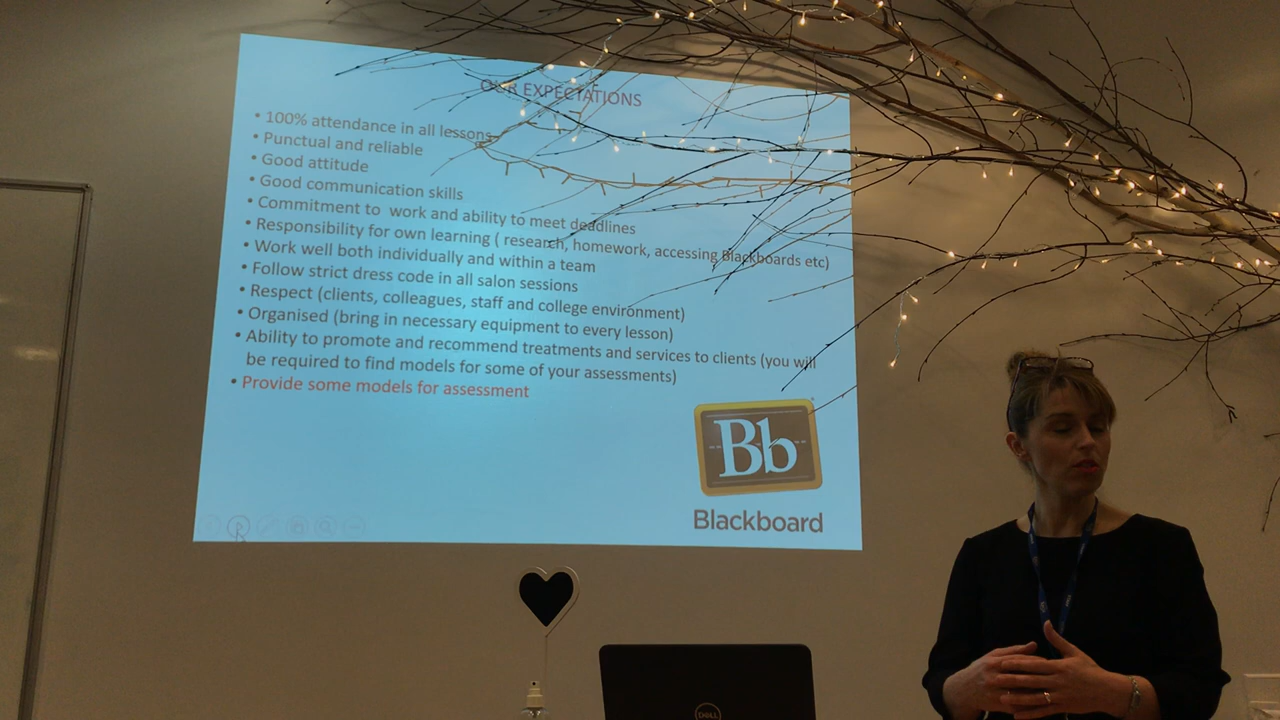 OUR EXPECTATIONS
• 100% attendance in all lessons
• Punctual and reliable
• Good attitude
• Good communication skills
• Commitment to work and ability to meet deadlines
• Responsibility for own learning ( research, homework, accessing Blackboards etc)
• Work well both individually and within a team
• Follow strict dress code in all salon sessions
• Respect (clients, colleagues, staff and college environment)
• Organised (bring in necessary equipment to every lesson)
• Ability to promote and recommend treatments and services to clients (you will
be required to find models for some of your assessments)
• Provide some models for assessment
Bb
Blackboard
DELL